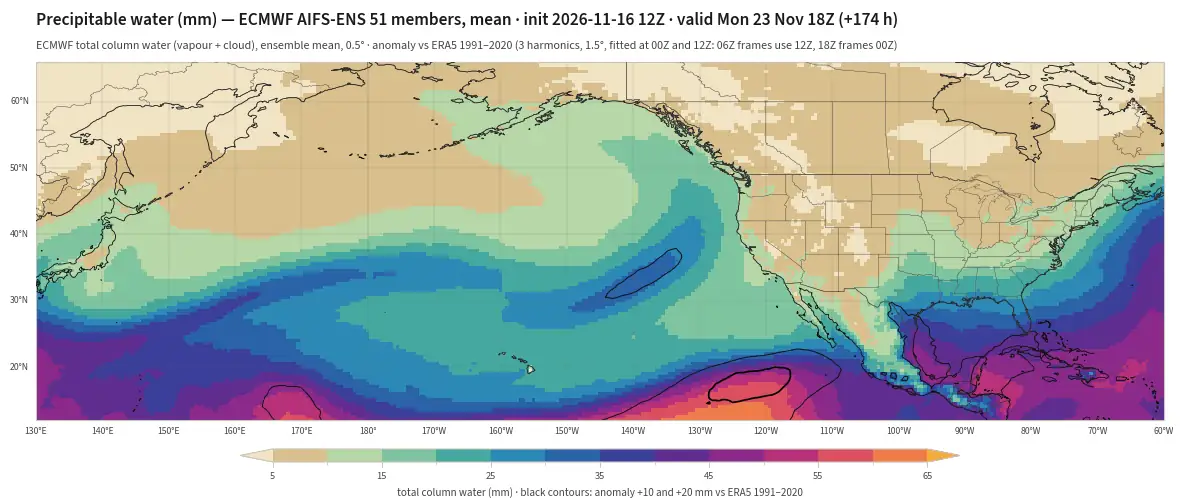 Precipitable water (mm) — ECMWF AIFS-ENS 51 members, mean · init 2026-11-16 12Z · valid Mon 23 Nov 18Z (+174 h)
ECMWF total column water (vapour + cloud), ensemble mean, 0.5° · anomaly vs ERA5 1991–2020 (3 harmonics, 1.5°, fitted at 00Z and 12Z: 06Z frames use 12Z, 18Z frames 00Z)
60°N
50°N
40°N
30°N
20°N
130°E 140°E 150°E 160°E 170°E 180° 170°W 160°W 150°W 140°W 130°W 120°W 110°W 100°W 90°W 80°W 70°W 60°W
5 15 25 35 45 55 65
total column water (mm) · black contours: anomaly +10 and +20 mm vs ERA5 1991–2020